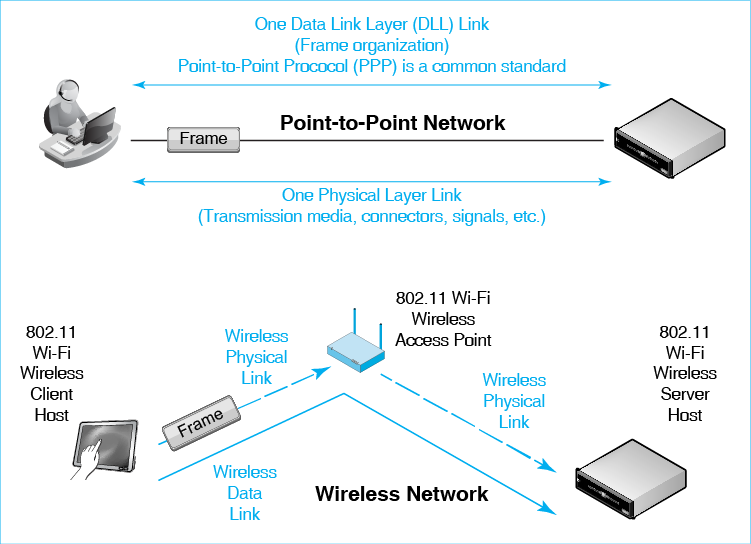 One Data Link Layer (DLL) Link
(Frame organization)
Point-to-Point Prococol (PPP) is a common standard
Point-to-Point Network
Frame
One Physical Layer Link
(Transmission media, connectors, signals, etc.)
802.11
Wi-Fi
Wireless
Client
Host
Wireless
Physical
Link
802.11 Wi-Fi
Wireless
Access Point
802.11
Wi-Fi
Wireless
Server
Host
Wireless
Physical
Link
Frame
Wireless
Data
Link
Wireless Network